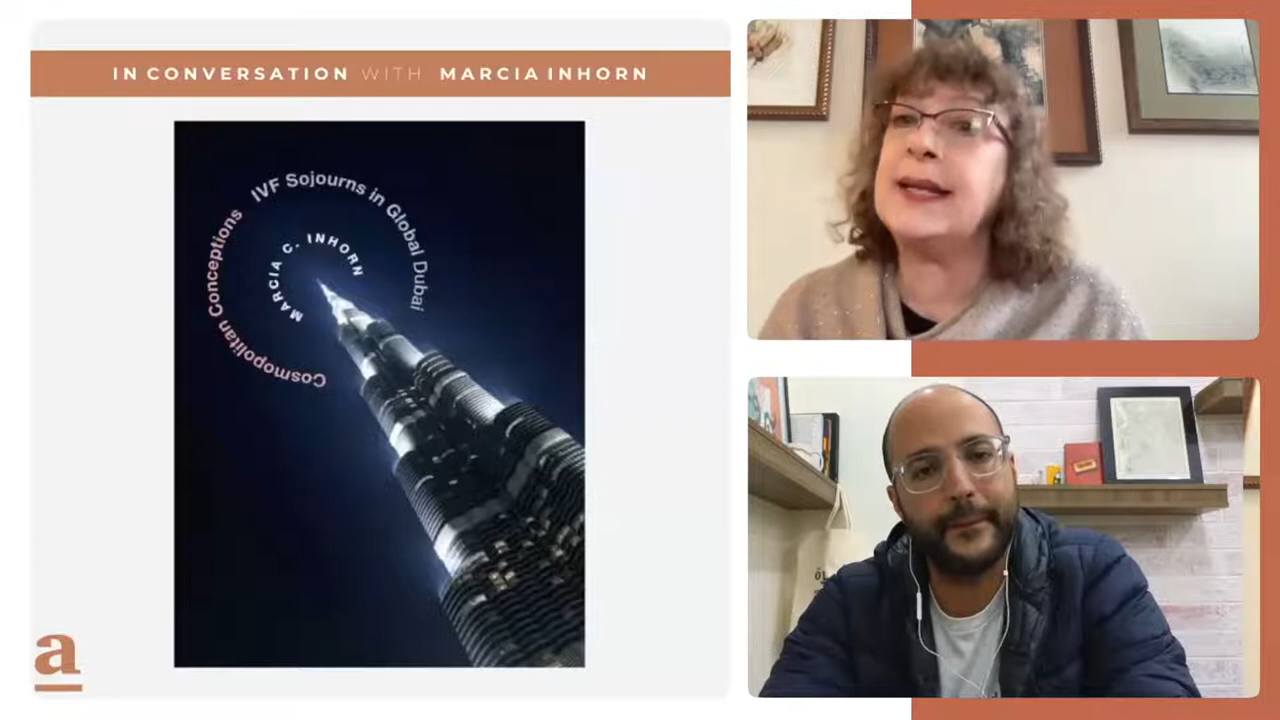 IN CONVERSATION WITH MARCIA INHORN
Cosmopolitan Conceptions IVF Sojourns in Global Dubai
MARCIA C. INHORN
a